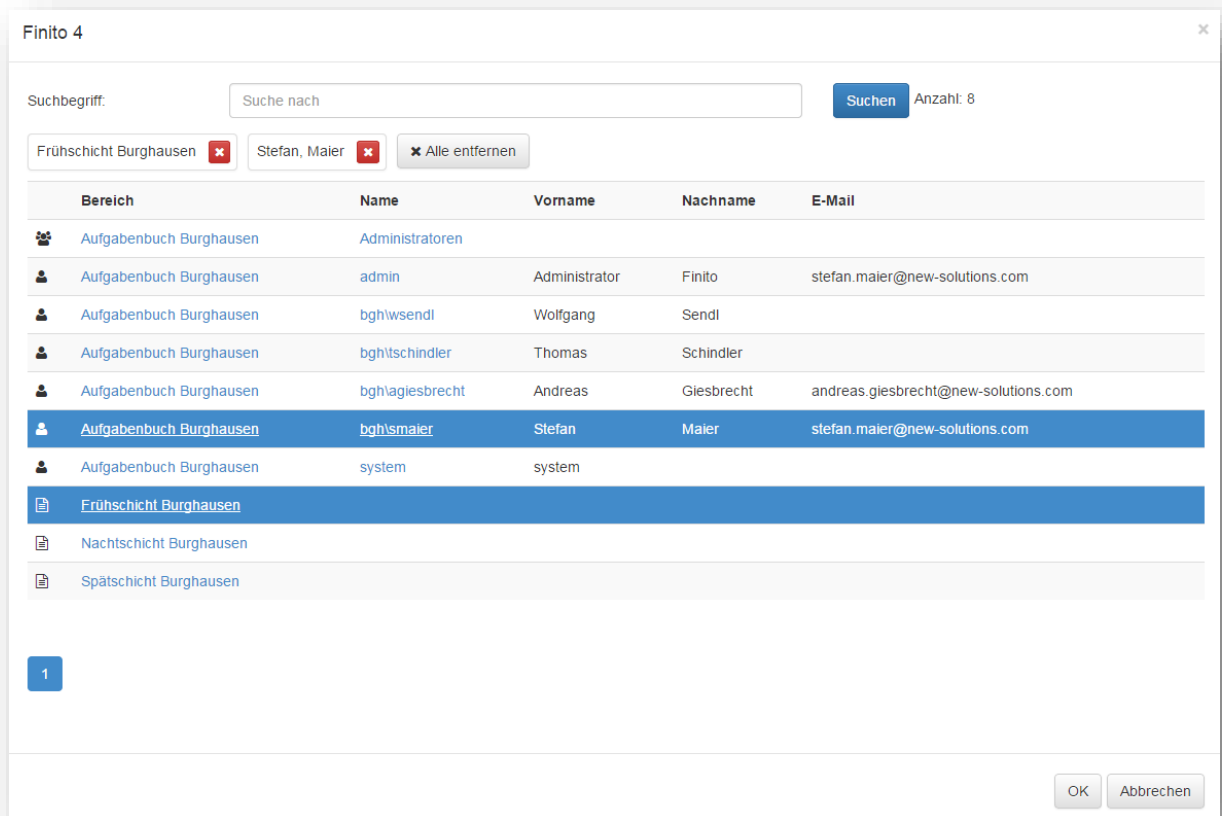 Finito 4 ×
Suchbegriff: Suche nach Suchen Anzahl: 8
Frühschicht Burghausen Stefan, Maier Alle entfernen
Bereich Name Vorname Nachname E-Mail
Aufgabenbuch Burghausen Administratoren
Aufgabenbuch Burghausen admin Administrator Finito stefan.maier@new-solutions.com
Aufgabenbuch Burghausen bgh\wsendl Wolfgang Sendl
Aufgabenbuch Burghausen bgh\tschindler Thomas Schindler
Aufgabenbuch Burghausen bgh\agiesbrecht Andreas Giesbrecht andreas.giesbrecht@new-solutions.com
Aufgabenbuch Burghausen bgh\smaier Stefan Maier stefan.maier@new-solutions.com
Aufgabenbuch Burghausen system system
Frühschicht Burghausen
Nachtschicht Burghausen
Spätschicht Burghausen
1
OK Abbrechen